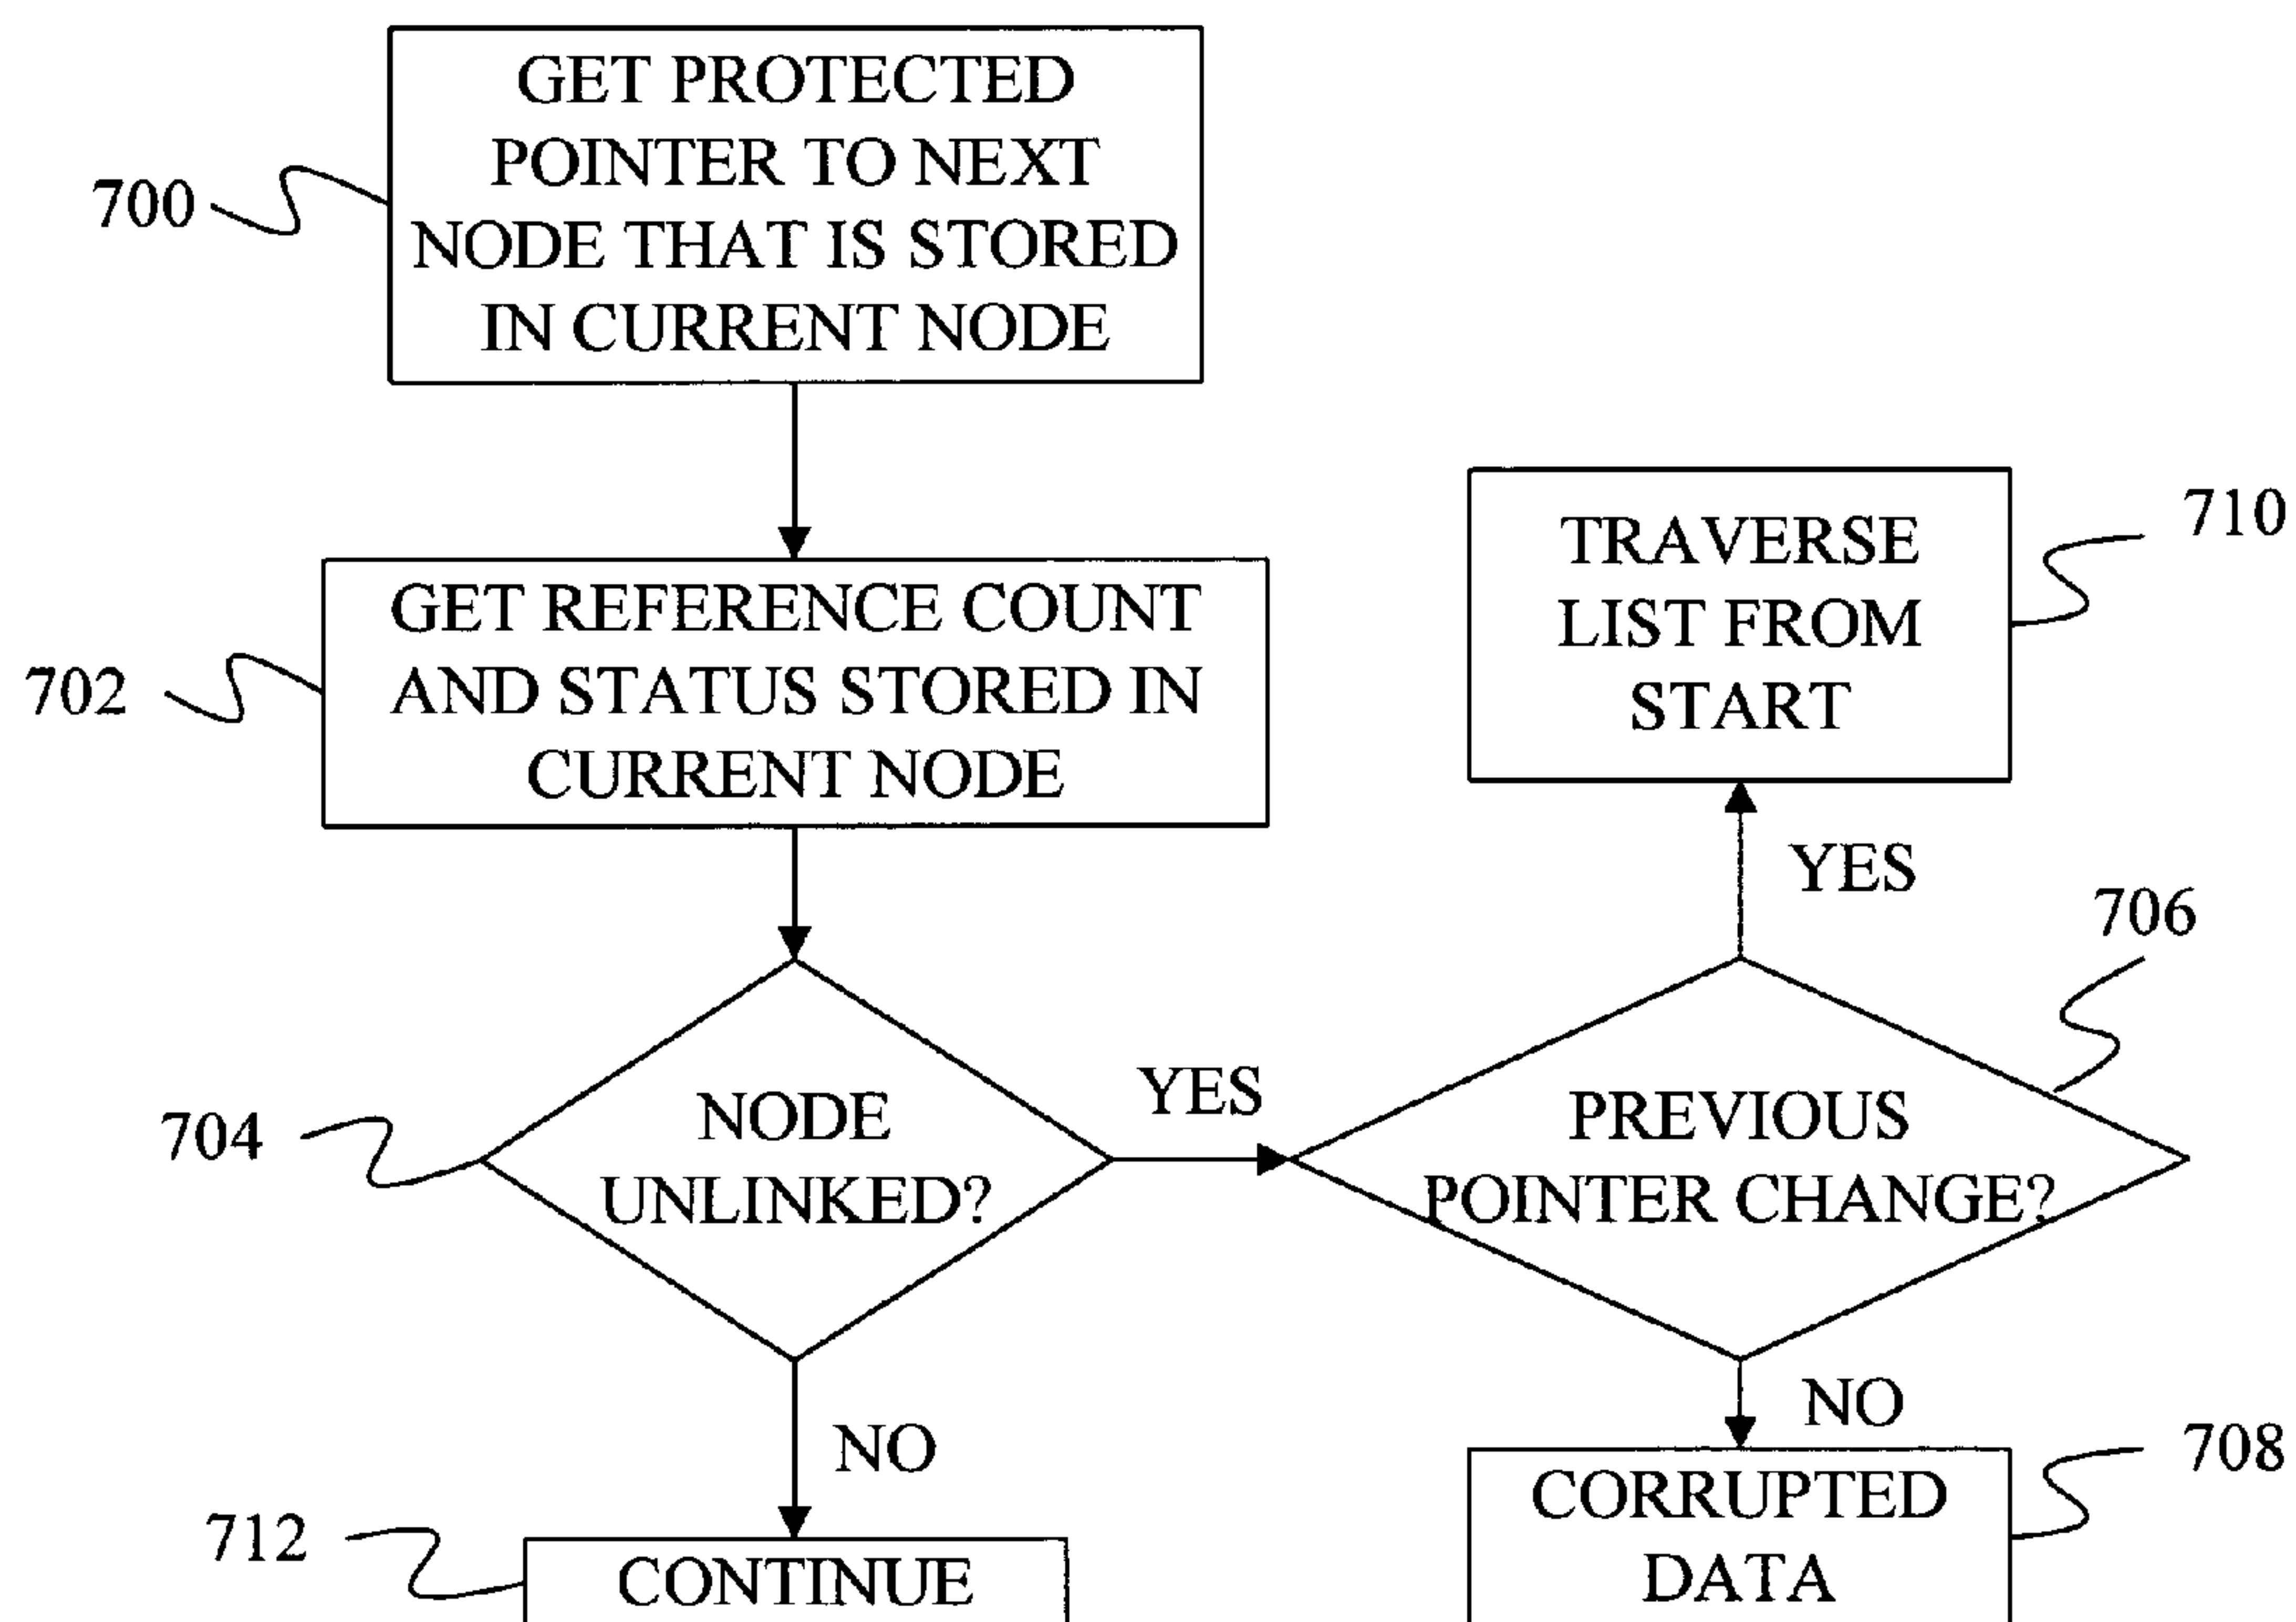 GET PROTECTED
POINTER TO NEXT
NODE THAT IS STORED
IN CURRENT NODE
700
GET REFERENCE COUNT
AND STATUS STORED IN
CURRENT NODE
702
TRAVERSE
LIST FROM
START
710
YES
706
NODE
UNLINKED?
704
YES
PREVIOUS
POINTER CHANGE?
NO
NO
708
712
CONTINUE
CORRUPTED
DATA